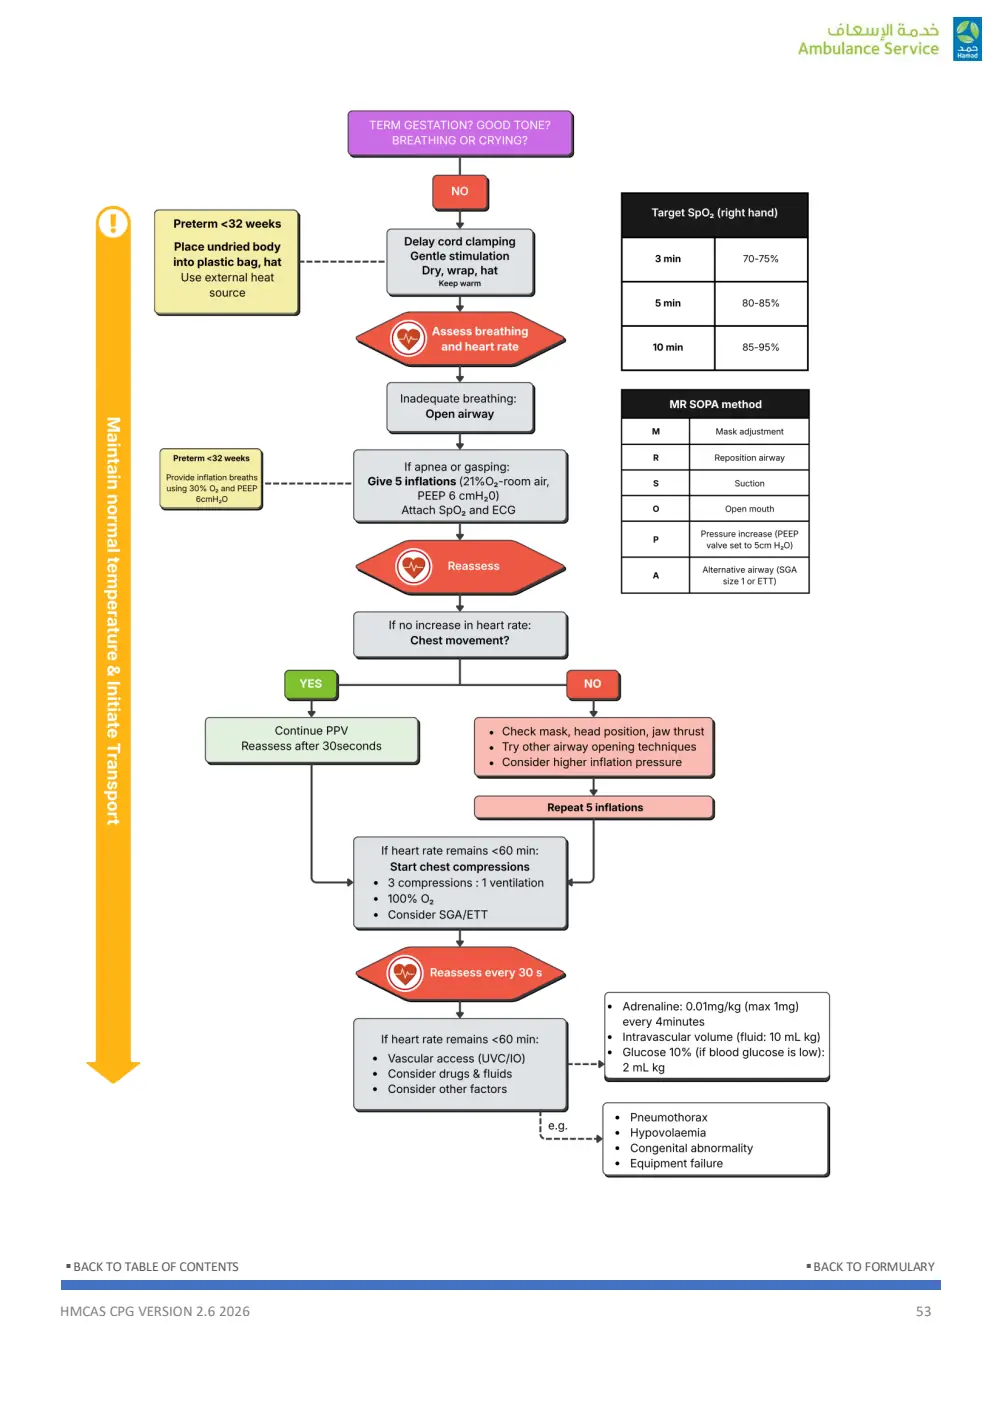 خدمة الإسعاف
Ambulance Service
حمد
Hamad
TERM GESTATION? GOOD TONE?
BREATHING OR CRYING?
NO
Preterm <32 weeks
Place undried body
into plastic bag, hat
Use external heat
source
Delay cord clamping
Gentle stimulation
Dry, wrap, hat
Keep warm
Target SpO₂ (right hand)
3 min 70-75%
5 min 80-85%
10 min 85-95%
Assess breathing
and heart rate
Inadequate breathing:
Open airway
MR SOPA method
M Mask adjustment
R Reposition airway
S Suction
O Open mouth
P Pressure increase (PEEP
valve set to 5cm H₂O)
A Alternative airway (SGA
size 1 or ETT)
Maintain normal temperature & Initiate Transport
Preterm <32 weeks
Provide inflation breaths
using 30% O₂ and PEEP
6cmH₂O
If apnea or gasping:
Give 5 inflations (21%O₂-room air,
PEEP 6 cmH₂0)
Attach SpO₂ and ECG
Reassess
If no increase in heart rate:
Chest movement?
YES
NO
Continue PPV
Reassess after 30seconds
• Check mask, head position, jaw thrust
• Try other airway opening techniques
• Consider higher inflation pressure
Repeat 5 inflations
If heart rate remains <60 min:
Start chest compressions
• 3 compressions : 1 ventilation
• 100% O₂
• Consider SGA/ETT
Reassess every 30 s
If heart rate remains <60 min:
• Vascular access (UVC/IO)
• Consider drugs & fluids
• Consider other factors
• Adrenaline: 0.01mg/kg (max 1mg)
every 4minutes
• Intravascular volume (fluid: 10 mL kg)
• Glucose 10% (if blood glucose is low):
2 mL kg
e.g.
• Pneumothorax
• Hypovolaemia
• Congenital abnormality
• Equipment failure
▪ BACK TO TABLE OF CONTENTS
▪ BACK TO FORMULARY
HMCAS CPG VERSION 2.6 2026
53